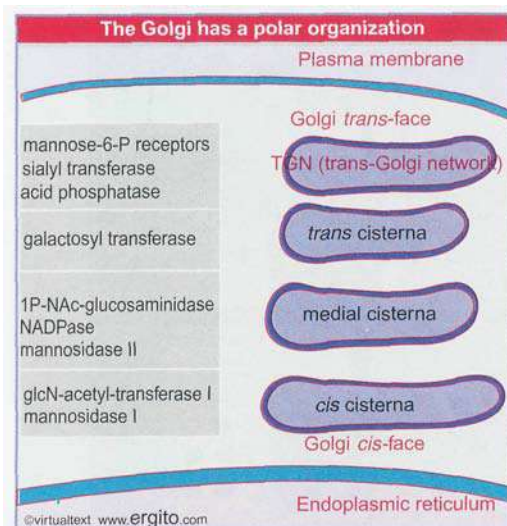 The Golgi has a polar organization
Plasma membrane
Golgi trans-face
mannose-6-P receptors
sialyl transferase
acid phosphatase
TGN (trans-Golgi network)
galactosyl transferase
trans cisterna
1P-NAc-glucosaminidase
NADPase
mannosidase II
medial cisterna
glcN-acetyl-transferase I
mannosidase I
cis cisterna
Golgi cis-face
Endoplasmic reticulum
©virtualtext www.ergito.com